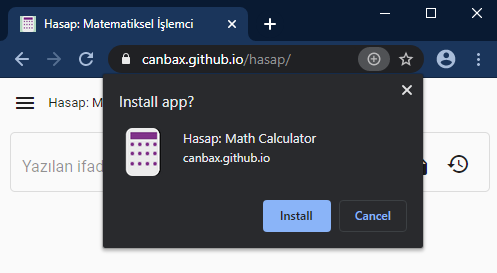 Hasap: Matematiksel İşlemci
canbax.github.io/hasap/
Hasap: M
Install app?
Hasap: Math Calculator
canbax.github.io
Yazılan ifad
Install
Cancel